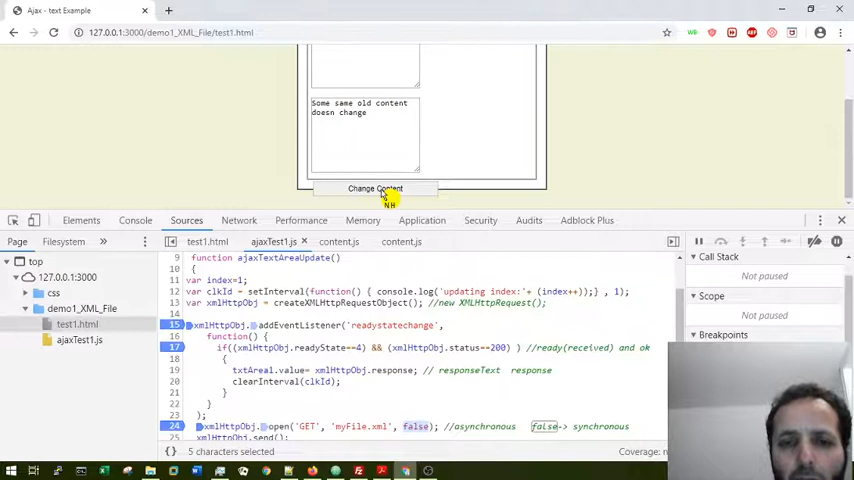 Ajax - text Example
127.0.0.1:3000/demo1_XML_File/test1.html
Some same old content
doesn change
Change Content
NH
Elements Console Sources Network Performance Memory Application Security Audits Adblock Plus
Page Filesystem » test1.html ajaxTest1.js content.js content.js
top
127.0.0.1:3000
css
demo1_XML_File
test1.html
ajaxTest1.js
9 function ajaxTextAreaUpdate()
10 {
11 var index=1;
12 var clkId = setInterval(function() { console.log('updating index:'+ (index++));} , 1);
13 var xmlHttpObj = createXMLHttpRequestObject(); //new XMLHttpRequest();
14
15 xmlHttpObj.addEventListener('readystatechange',
16 function() {
17 if((xmlHttpObj.readyState==4) && (xmlHttpObj.status==200) ) //ready(received) and ok
18 {
19 txtArea1.value= xmlHttpObj.response; // responseText response
20 clearInterval(clkId);
21 }
22 }
23 );
24 xmlHttpObj.open('GET', 'myFile.xml', false); //asynchronous false-> synchronous
xmlHttpObj.send();
{} 5 characters selected
Coverage: n
Call Stack
Not paused
Scope
Not paused
Breakpoints